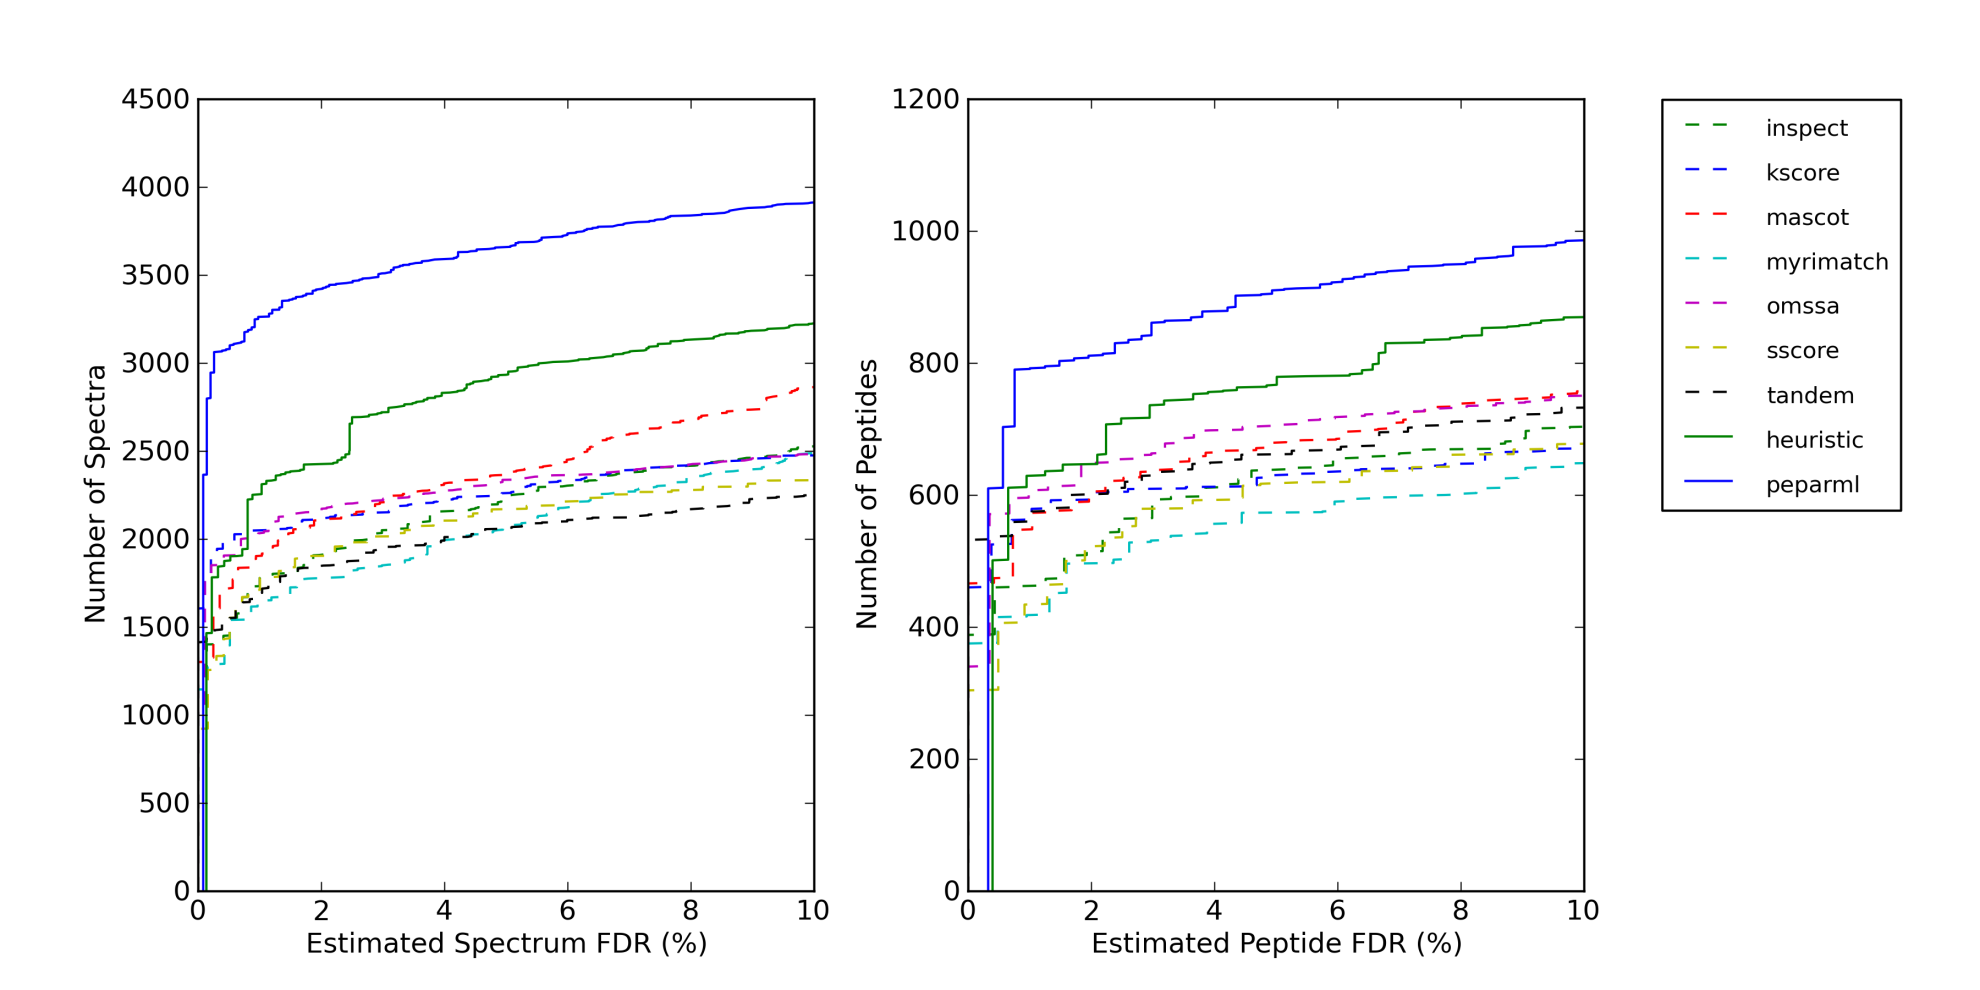 4500
4000
3500
3000
2500
2000
1500
1000
500
0
0 2 4 6 8 10
Number of Spectra
Estimated Spectrum FDR (%)
1200
1000
800
600
400
200
0
0 2 4 6 8 10
Number of Peptides
Estimated Peptide FDR (%)
inspect
kscore
mascot
myrimatch
omssa
sscore
tandem
heuristic
peparml